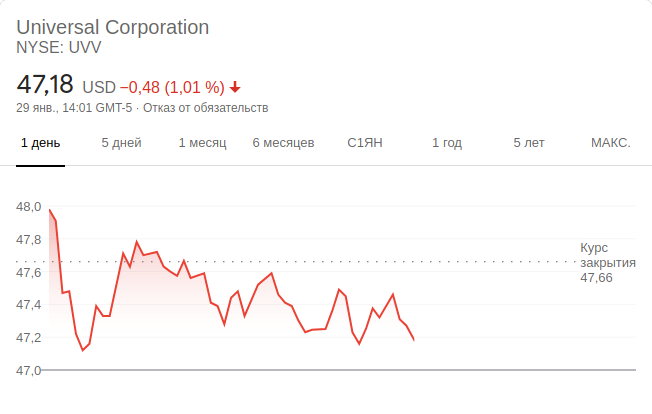 Universal Corporation
NYSE: UVV
47,18 USD −0,48 (1,01 %)
29 янв., 14:01 GMT-5 · Отказ от обязательств
1 день 5 дней 1 месяц 6 месяцев С1ЯН 1 год 5 лет МАКС.
48,0
47,8
47,6
47,4
47,2
47,0
Курс
закрытия
47,66